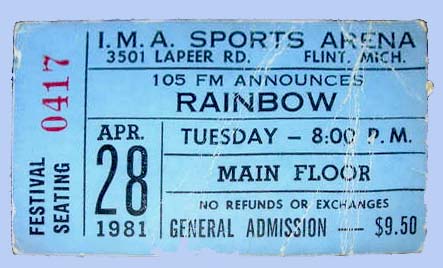 I.M.A. SPORTS ARENA
3501 LAPEER RD. FLINT, MICH.
105 FM ANNOUNCES
RAINBOW
APR.
28
1981
TUESDAY — 8:00 P.M.
MAIN FLOOR
NO REFUNDS OR EXCHANGES
GENERAL ADMISSION — $9.50
0417
FESTIVAL
SEATING